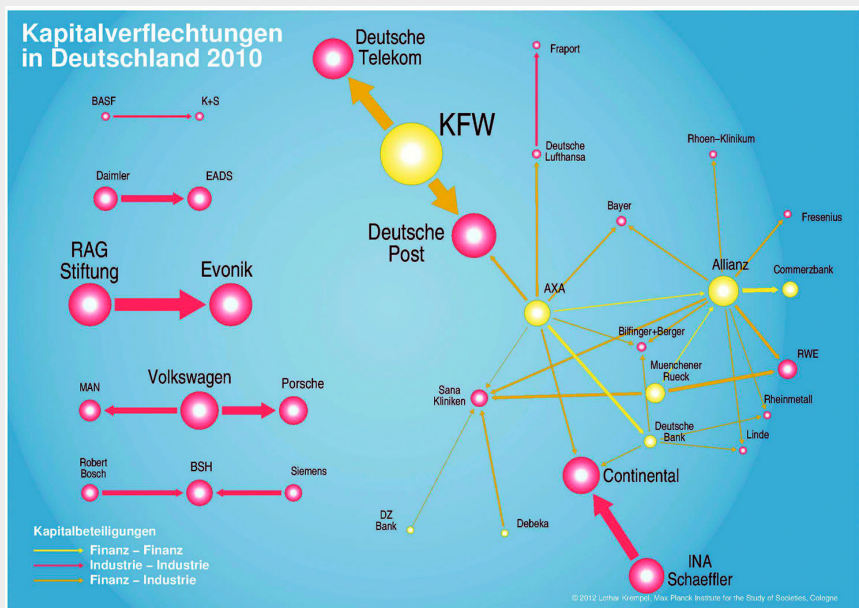 Kapitalverflechtungen
in Deutschland 2010
Deutsche
Telekom
Fraport
BASF
K+S
KFW
Deutsche
Lufthansa
Rhoen-Klinikum
Daimler
EADS
Bayer
Fresenius
Deutsche
Post
RAG
Stiftung
Evonik
Allianz
Commerzbank
AXA
Bilfinger+Berger
RWE
Muenchener
Rueck
Volkswagen
MAN
Porsche
Sana
Kliniken
Rheinmetall
Deutsche
Bank
Linde
Robert
Bosch
BSH
Siemens
Continental
DZ
Bank
Debeka
Kapitalbeteiligungen
Finanz – Finanz
Industrie – Industrie
Finanz – Industrie
INA
Schaeffler
© 2012 Lothar Krempel, Max Planck Institute for the Study of Societies, Cologne